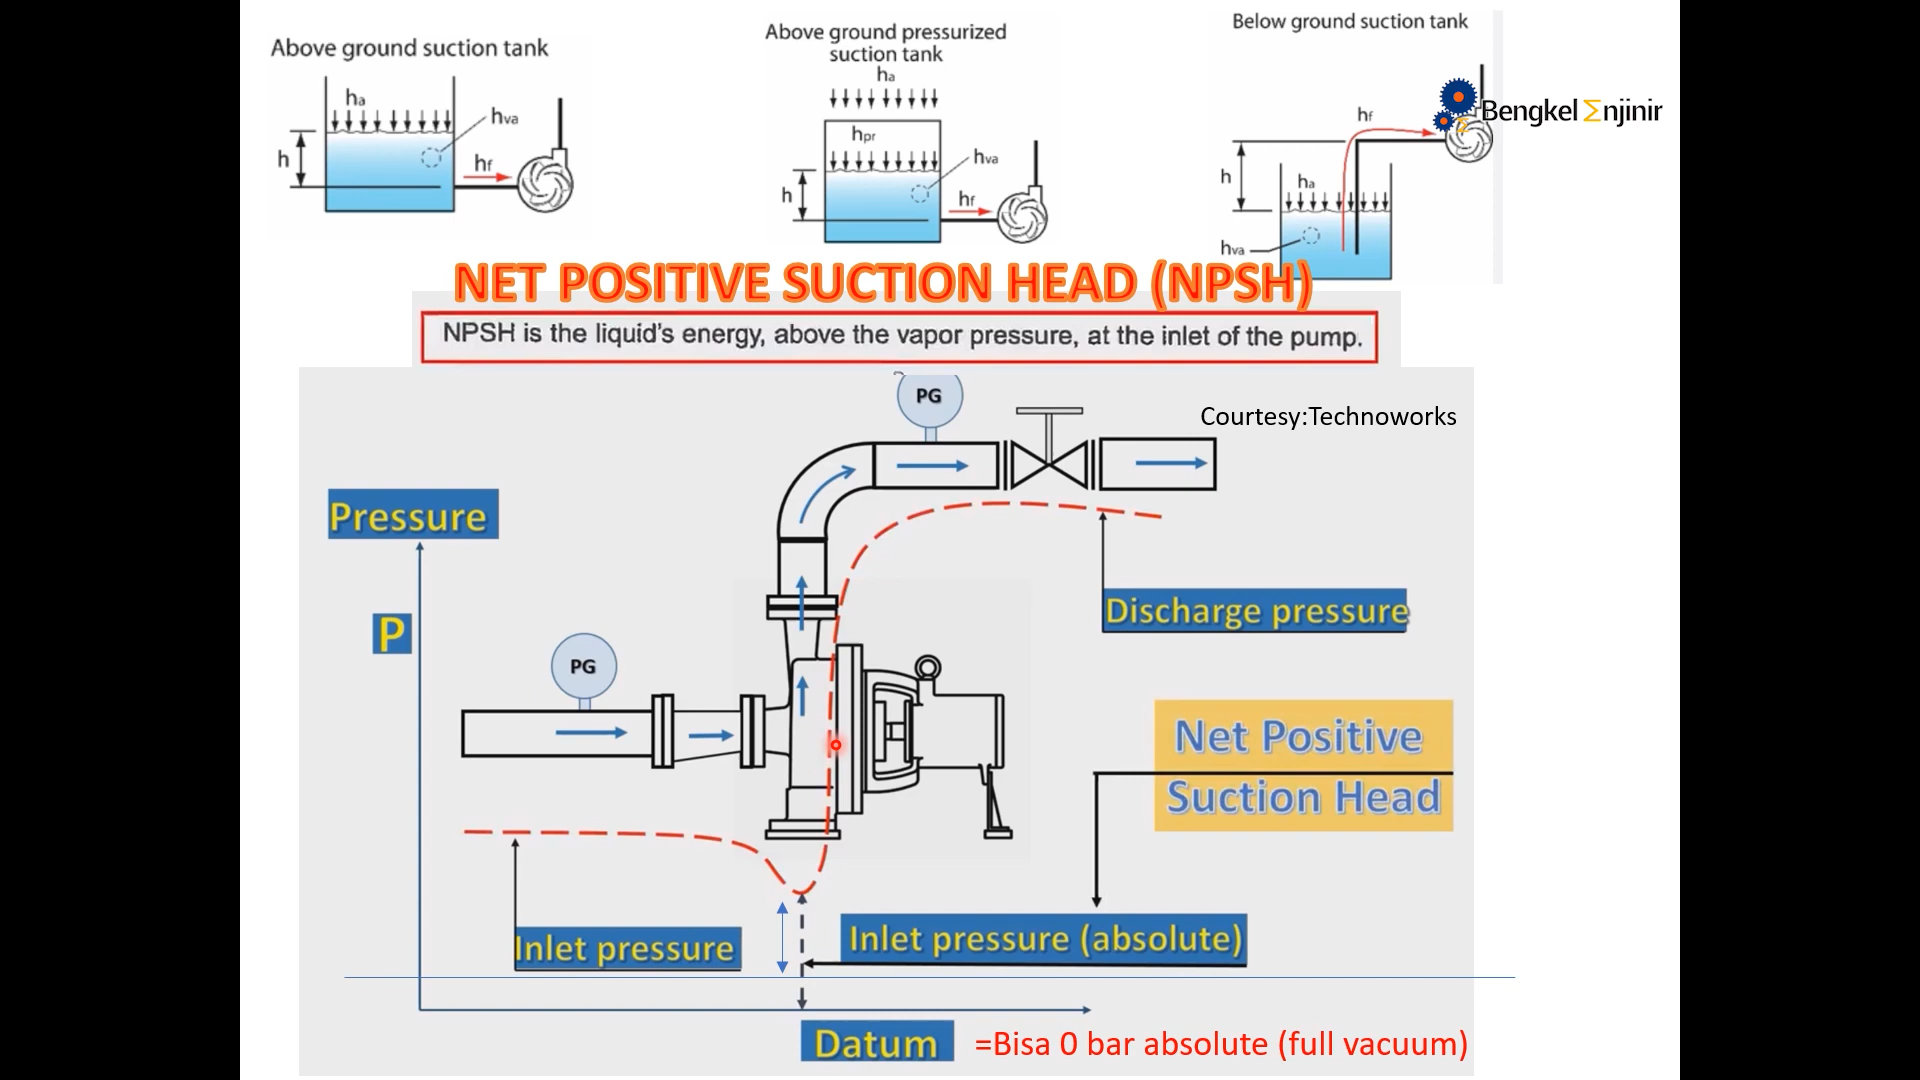 Above ground suction tank
ha
hva
h
hf
Above ground pressurized
suction tank
ha
hpr
hva
h
hf
Below ground suction tank
hf
h
ha
hva
Bengkel Σnjinir
NET POSITIVE SUCTION HEAD (NPSH)
NPSH is the liquid's energy, above the vapor pressure, at the inlet of the pump.
PG
Courtesy:Technoworks
Pressure
P
Discharge pressure
PG
Net Positive
Suction Head
Inlet pressure
Inlet pressure (absolute)
Datum
=Bisa 0 bar absolute (full vacuum)